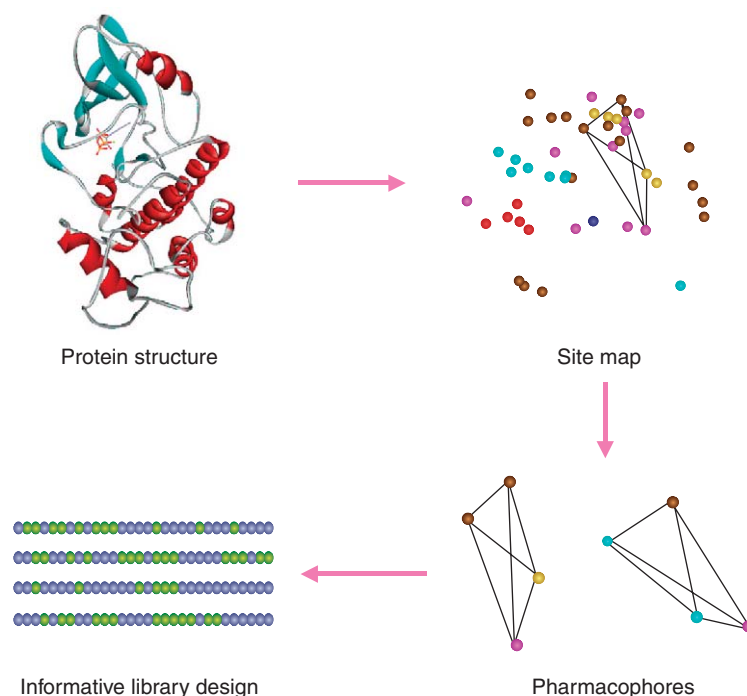 Protein structure
Site map
Informative library design
Pharmacophores